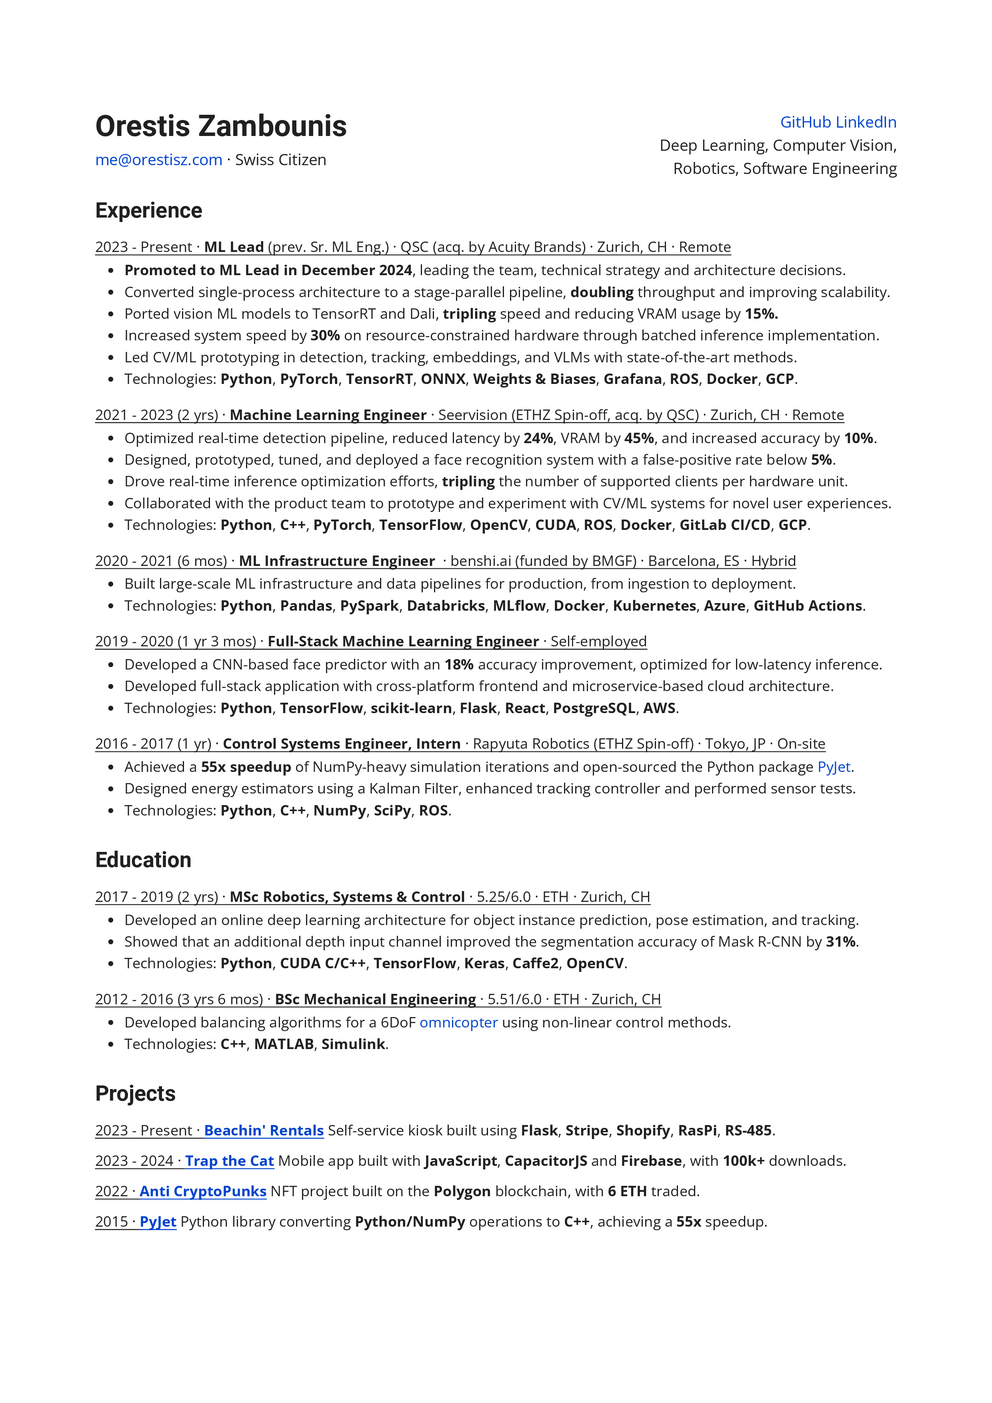 Orestis Zambounis
me@orestisz.com · Swiss Citizen
GitHub LinkedIn
Deep Learning, Computer Vision,
Robotics, Software Engineering
Experience
2023 - Present · ML Lead (prev. Sr. ML Eng.) · QSC (acq. by Acuity Brands) · Zurich, CH · Remote
• Promoted to ML Lead in December 2024, leading the team, technical strategy and architecture decisions.
• Converted single-process architecture to a stage-parallel pipeline, doubling throughput and improving scalability.
• Ported vision ML models to TensorRT and Dali, tripling speed and reducing VRAM usage by 15%.
• Increased system speed by 30% on resource-constrained hardware through batched inference implementation.
• Led CV/ML prototyping in detection, tracking, embeddings, and VLMs with state-of-the-art methods.
• Technologies: Python, PyTorch, TensorRT, ONNX, Weights & Biases, Grafana, ROS, Docker, GCP.
2021 - 2023 (2 yrs) · Machine Learning Engineer · Seervision (ETHZ Spin-off, acq. by QSC) · Zurich, CH · Remote
• Optimized real-time detection pipeline, reduced latency by 24%, VRAM by 45%, and increased accuracy by 10%.
• Designed, prototyped, tuned, and deployed a face recognition system with a false-positive rate below 5%.
• Drove real-time inference optimization efforts, tripling the number of supported clients per hardware unit.
• Collaborated with the product team to prototype and experiment with CV/ML systems for novel user experiences.
• Technologies: Python, C++, PyTorch, TensorFlow, OpenCV, CUDA, ROS, Docker, GitLab CI/CD, GCP.
2020 - 2021 (6 mos) · ML Infrastructure Engineer · benshi.ai (funded by BMGF) · Barcelona, ES · Hybrid
• Built large-scale ML infrastructure and data pipelines for production, from ingestion to deployment.
• Technologies: Python, Pandas, PySpark, Databricks, MLflow, Docker, Kubernetes, Azure, GitHub Actions.
2019 - 2020 (1 yr 3 mos) · Full-Stack Machine Learning Engineer · Self-employed
• Developed a CNN-based face predictor with an 18% accuracy improvement, optimized for low-latency inference.
• Developed full-stack application with cross-platform frontend and microservice-based cloud architecture.
• Technologies: Python, TensorFlow, scikit-learn, Flask, React, PostgreSQL, AWS.
2016 - 2017 (1 yr) · Control Systems Engineer, Intern · Rapyuta Robotics (ETHZ Spin-off) · Tokyo, JP · On-site
• Achieved a 55x speedup of NumPy-heavy simulation iterations and open-sourced the Python package PyJet.
• Designed energy estimators using a Kalman Filter, enhanced tracking controller and performed sensor tests.
• Technologies: Python, C++, NumPy, SciPy, ROS.
Education
2017 - 2019 (2 yrs) · MSc Robotics, Systems & Control · 5.25/6.0 · ETH · Zurich, CH
• Developed an online deep learning architecture for object instance prediction, pose estimation, and tracking.
• Showed that an additional depth input channel improved the segmentation accuracy of Mask R-CNN by 31%.
• Technologies: Python, CUDA C/C++, TensorFlow, Keras, Caffe2, OpenCV.
2012 - 2016 (3 yrs 6 mos) · BSc Mechanical Engineering · 5.51/6.0 · ETH · Zurich, CH
• Developed balancing algorithms for a 6DoF omnicopter using non-linear control methods.
• Technologies: C++, MATLAB, Simulink.
Projects
2023 - Present · Beachin' Rentals Self-service kiosk built using Flask, Stripe, Shopify, RasPi, RS-485.
2023 - 2024 · Trap the Cat Mobile app built with JavaScript, CapacitorJS and Firebase, with 100k+ downloads.
2022 · Anti CryptoPunks NFT project built on the Polygon blockchain, with 6 ETH traded.
2015 · PyJet Python library converting Python/NumPy operations to C++, achieving a 55x speedup.